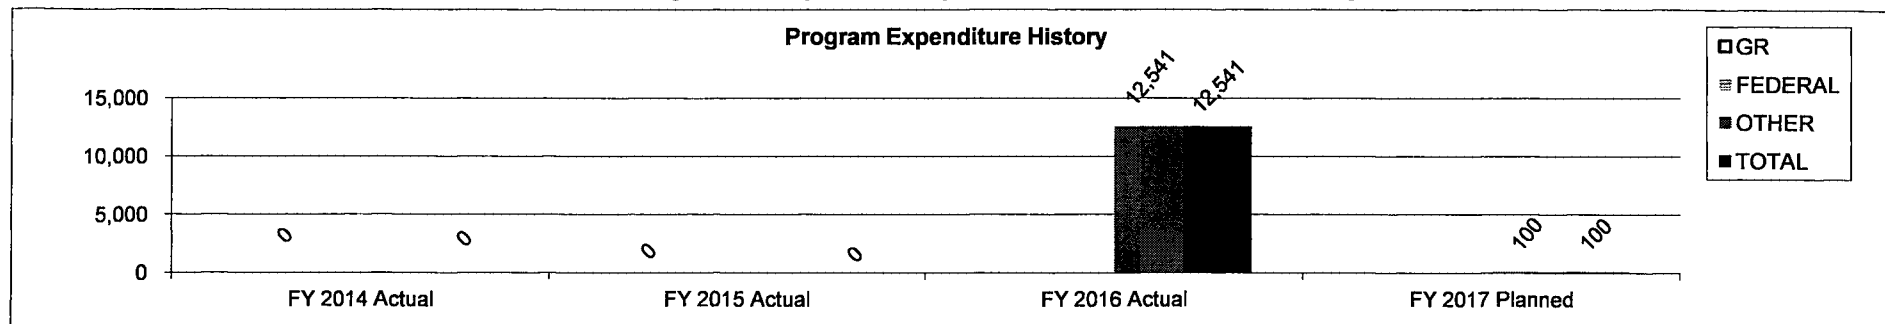 Program Expenditure History
GR
FEDERAL
OTHER
TOTAL
15,000
10,000
5,000
0
12,541
12,541
0
0
0
0
100
100
FY 2014 Actual
FY 2015 Actual
FY 2016 Actual
FY 2017 Planned